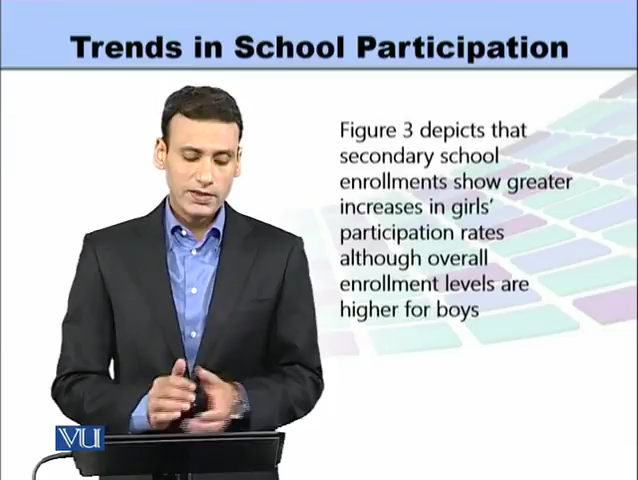 Trends in School Participation
Figure 3 depicts that
secondary school
enrollments show greater
increases in girls'
participation rates
although overall
enrollment levels are
higher for boys
VU